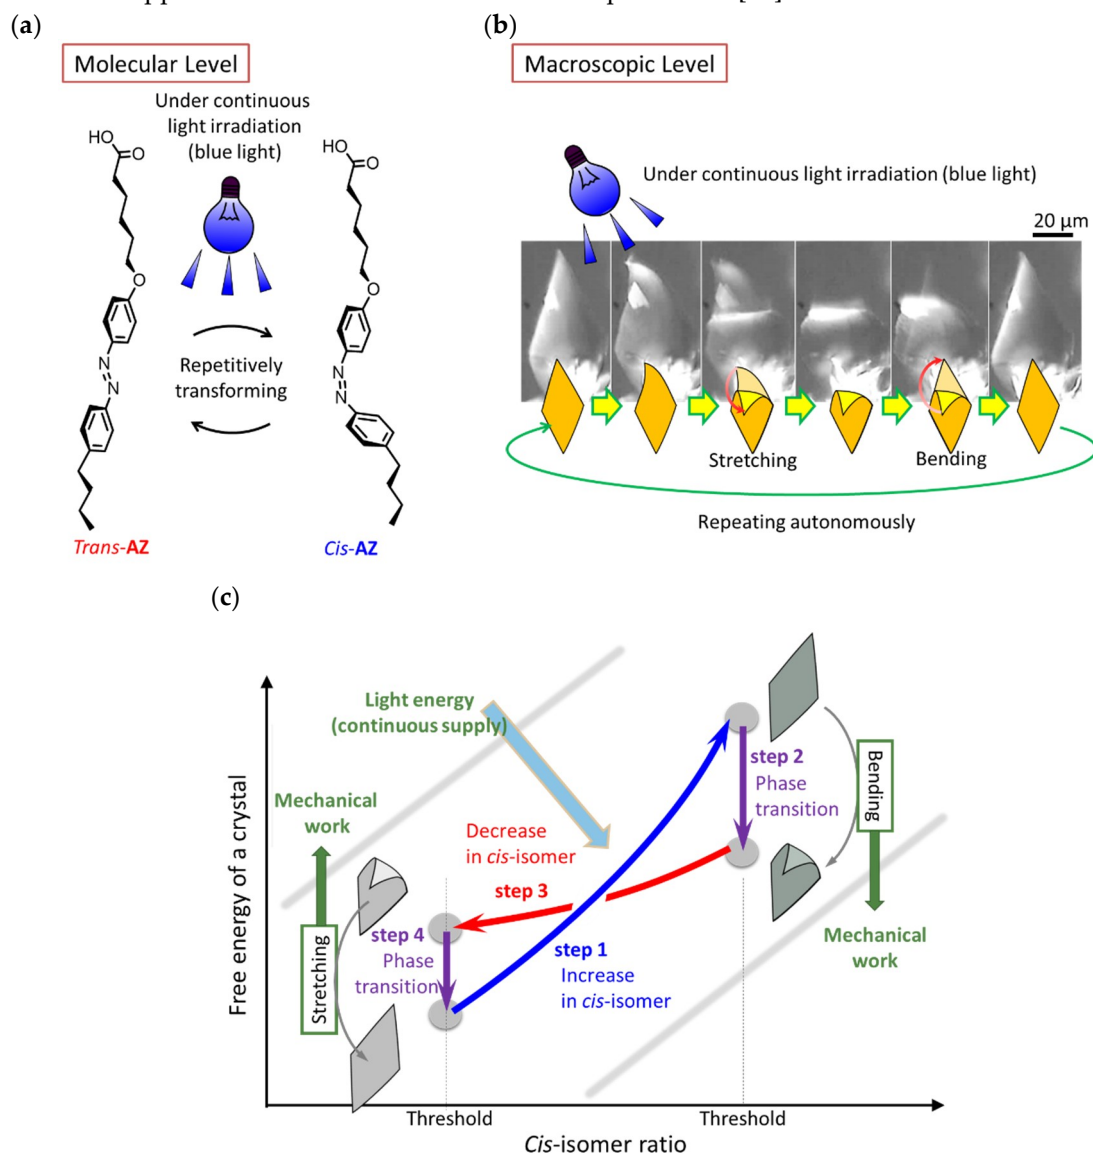 (a)
Molecular Level
Under continuous
light irradiation
(blue light)
HO
O
O
N
N
HO
O
O
N
N
Repetitively
transforming
Trans-AZ
Cis-AZ
(b)
Macroscopic Level
Under continuous light irradiation (blue light)
20 μm
Stretching
Bending
Repeating autonomously
(c)
Free energy of a crystal
Light energy
(continuous supply)
Mechanical
work
Stretching
Decrease
in cis-isomer
step 3
step 4
Phase
transition
step 1
Increase
in cis-isomer
step 2
Phase
transition
Bending
Mechanical
work
Threshold
Threshold
Cis-isomer ratio